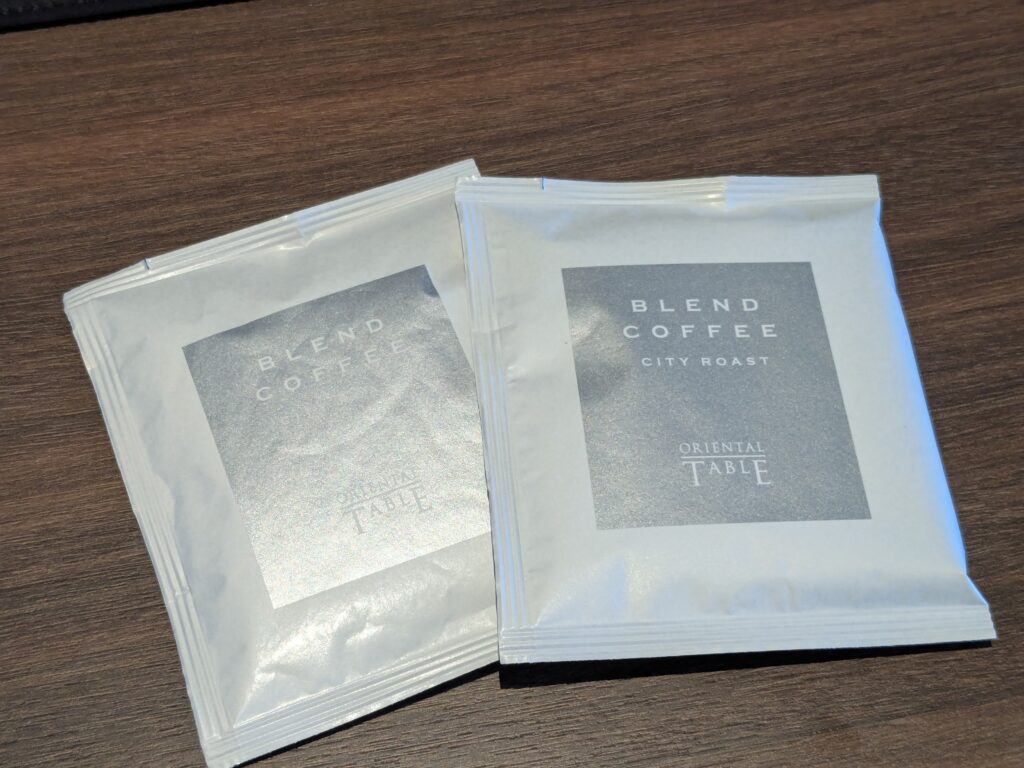 BLEND
COFFEE
ORIENTAL
TABLE
BLEND
COFFEE
CITY ROAST
ORIENTAL
TABLE